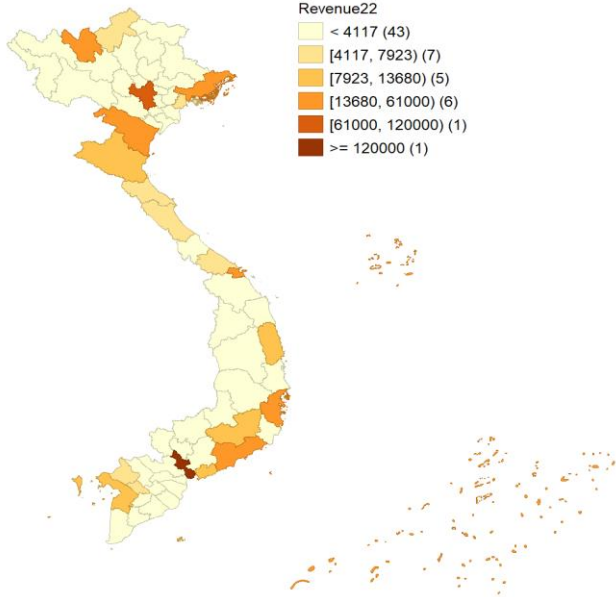 Revenue22
< 4117 (43)
[4117, 7923) (7)
[7923, 13680) (5)
[13680, 61000) (6)
[61000, 120000) (1)
>= 120000 (1)